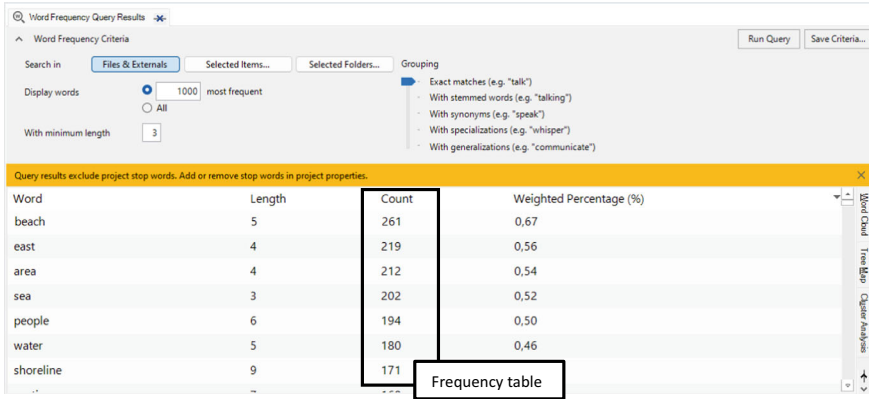 Word Frequency Query Results
Word Frequency Criteria
Run Query Save Criteria...
Search in Files & Externals Selected Items... Selected Folders... Grouping
Exact matches (e.g. "talk")
Display words 1000 most frequent
With stemmed words (e.g. "talking")
All
With synonyms (e.g. "speak")
With minimum length 3
With specializations (e.g. "whisper")
With generalizations (e.g. "communicate")
Query results exclude project stop words. Add or remove stop words in project properties.
Word Length Count Weighted Percentage (%)
beach 5 261 0,67
east 4 219 0,56
area 4 212 0,54
sea 3 202 0,52
people 6 194 0,50
water 5 180 0,46
shoreline 9 171
Frequency table
Word Cloud
Tree Map
Cluster Analysis